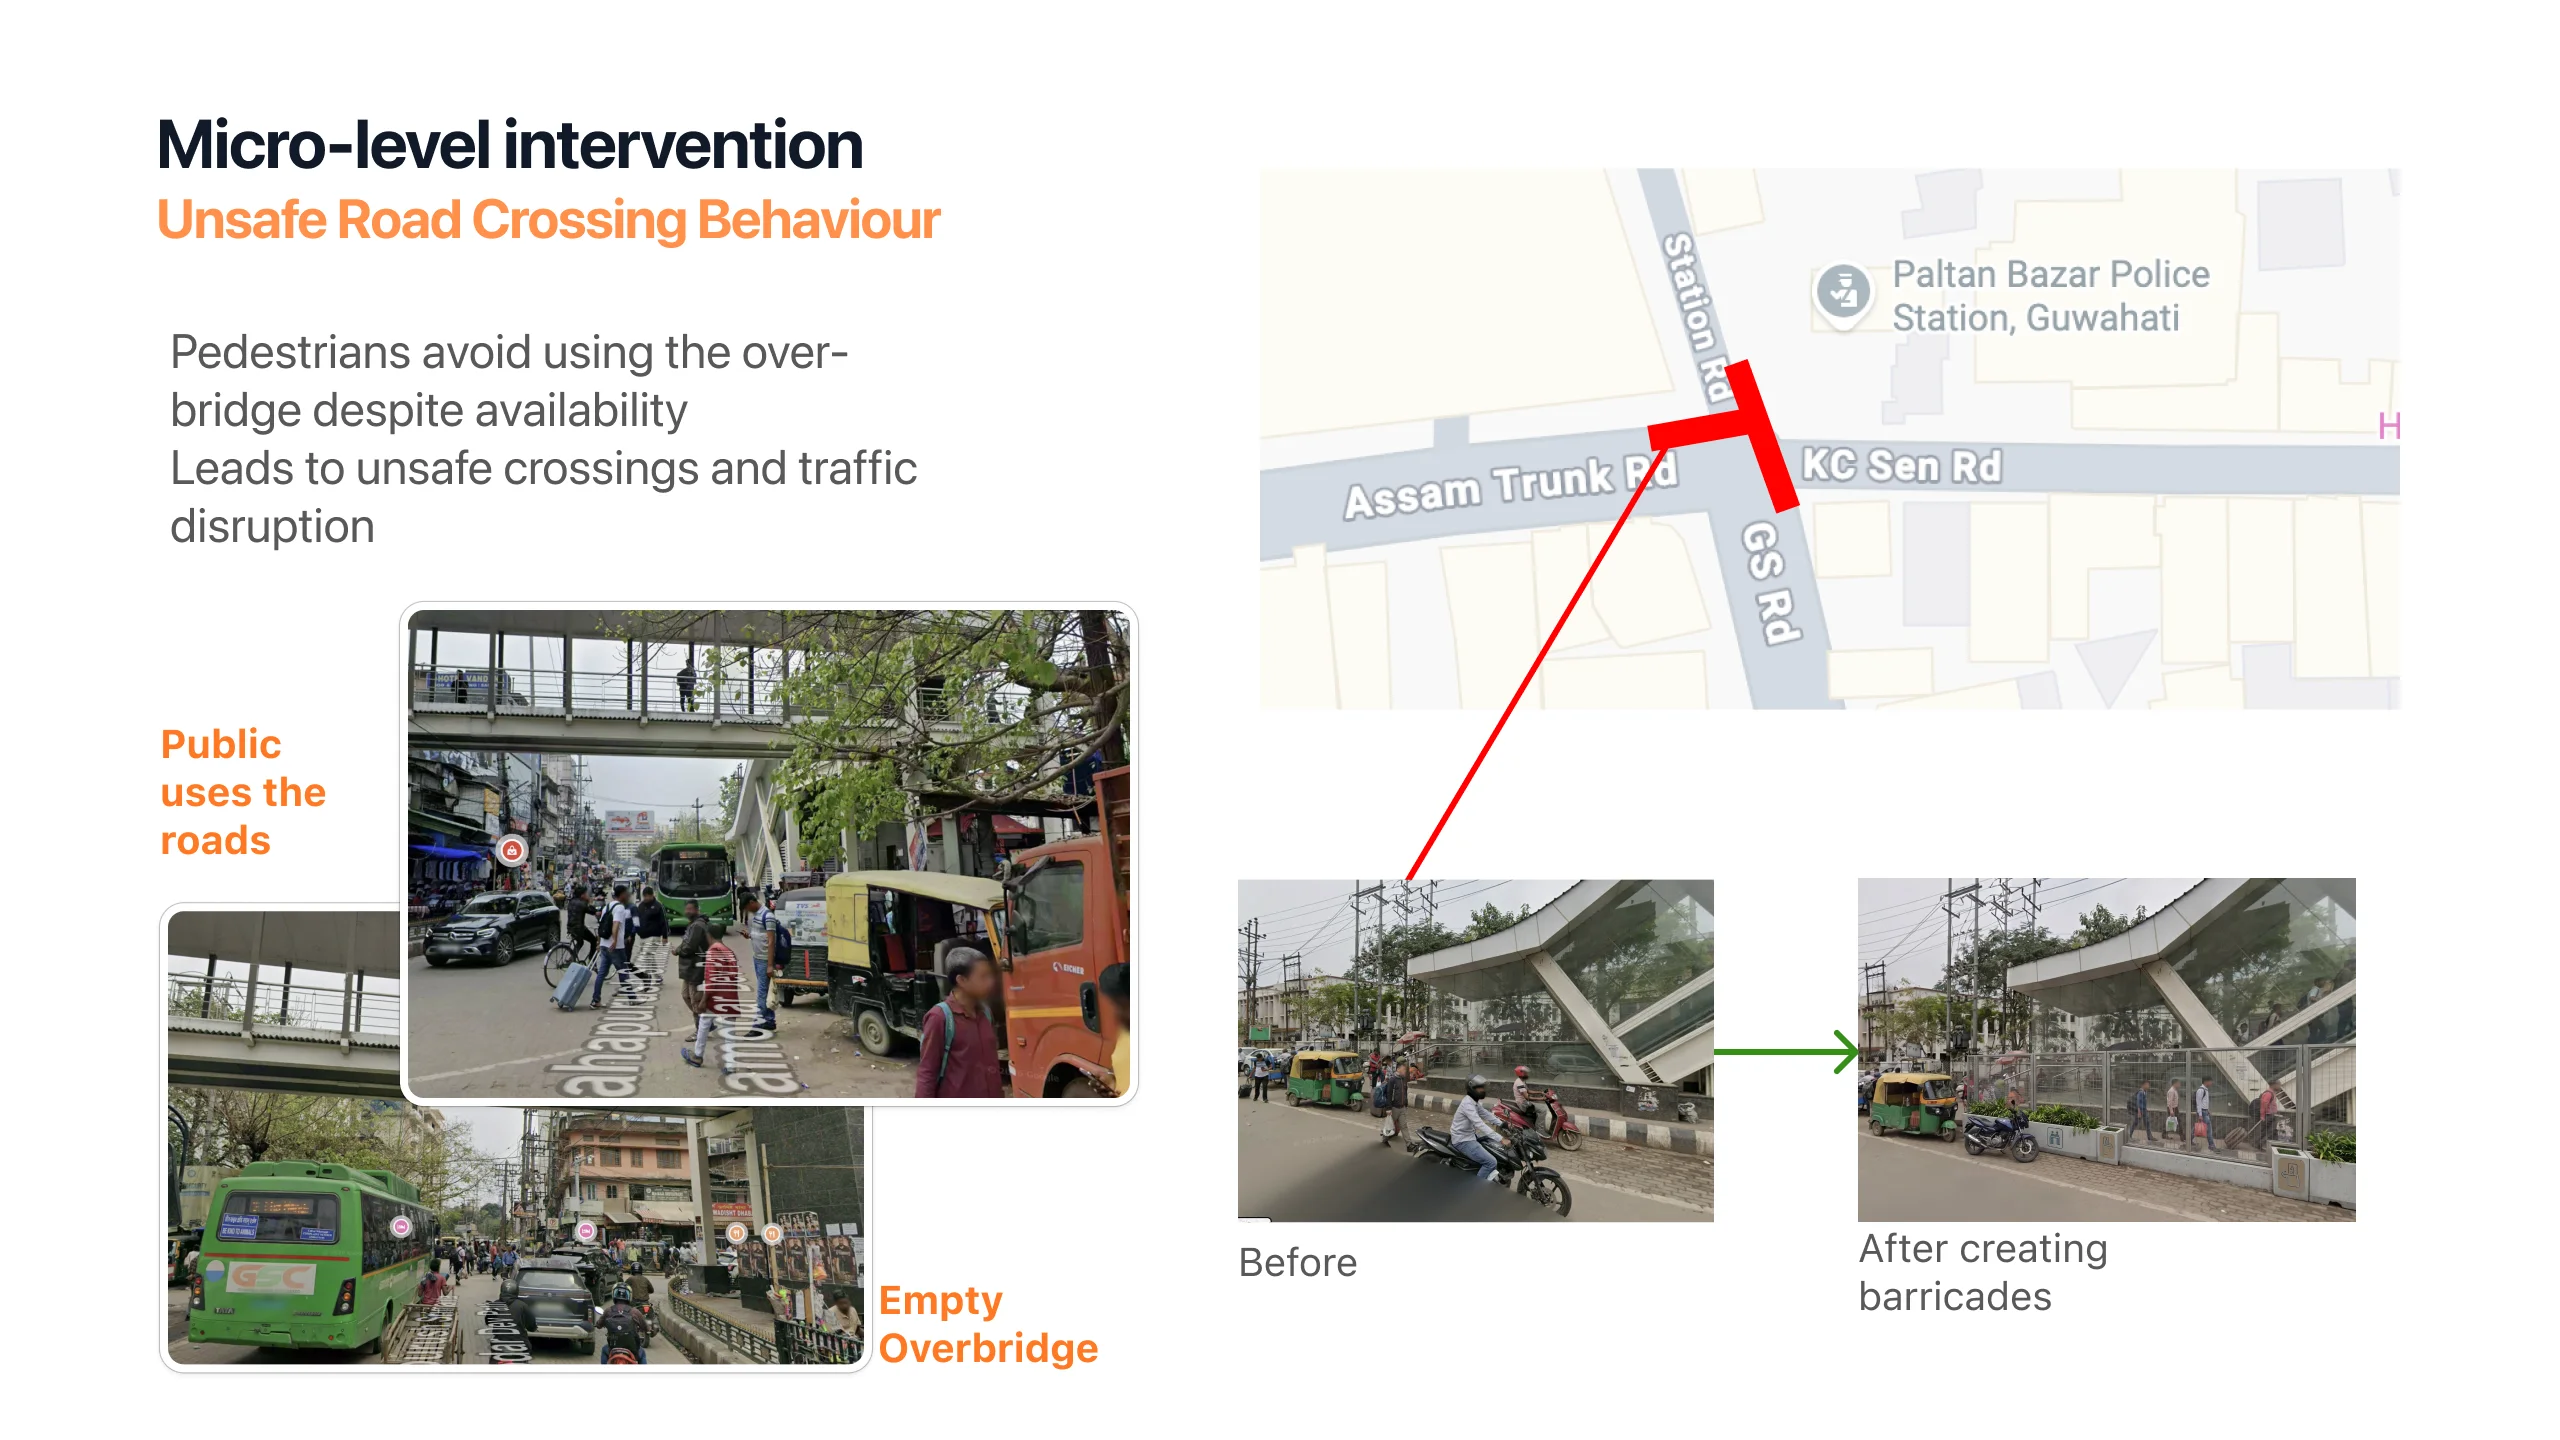 Micro-level intervention
Unsafe Road Crossing Behaviour
Pedestrians avoid using the over-
bridge despite availability
Leads to unsafe crossings and traffic
disruption
Public
uses the
roads
Empty
Overbridge
Station Rd
Paltan Bazar Police
Station, Guwahati
H
Assam Trunk Rd
KC Sen Rd
GS Rd
EICHER
GSC
Before
After creating
barricades